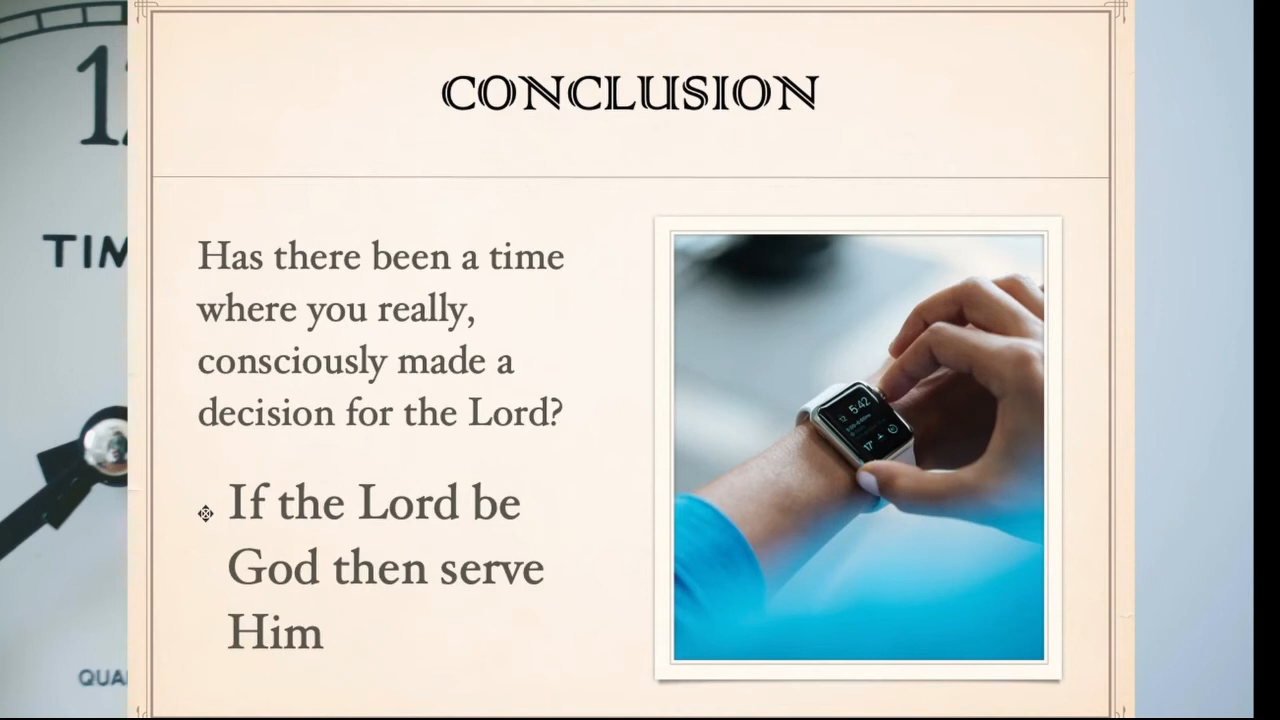 CONCLUSION
Has there been a time
where you really,
consciously made a
decision for the Lord?
If the Lord be
God then serve
Him
5:42
TIM
QUA